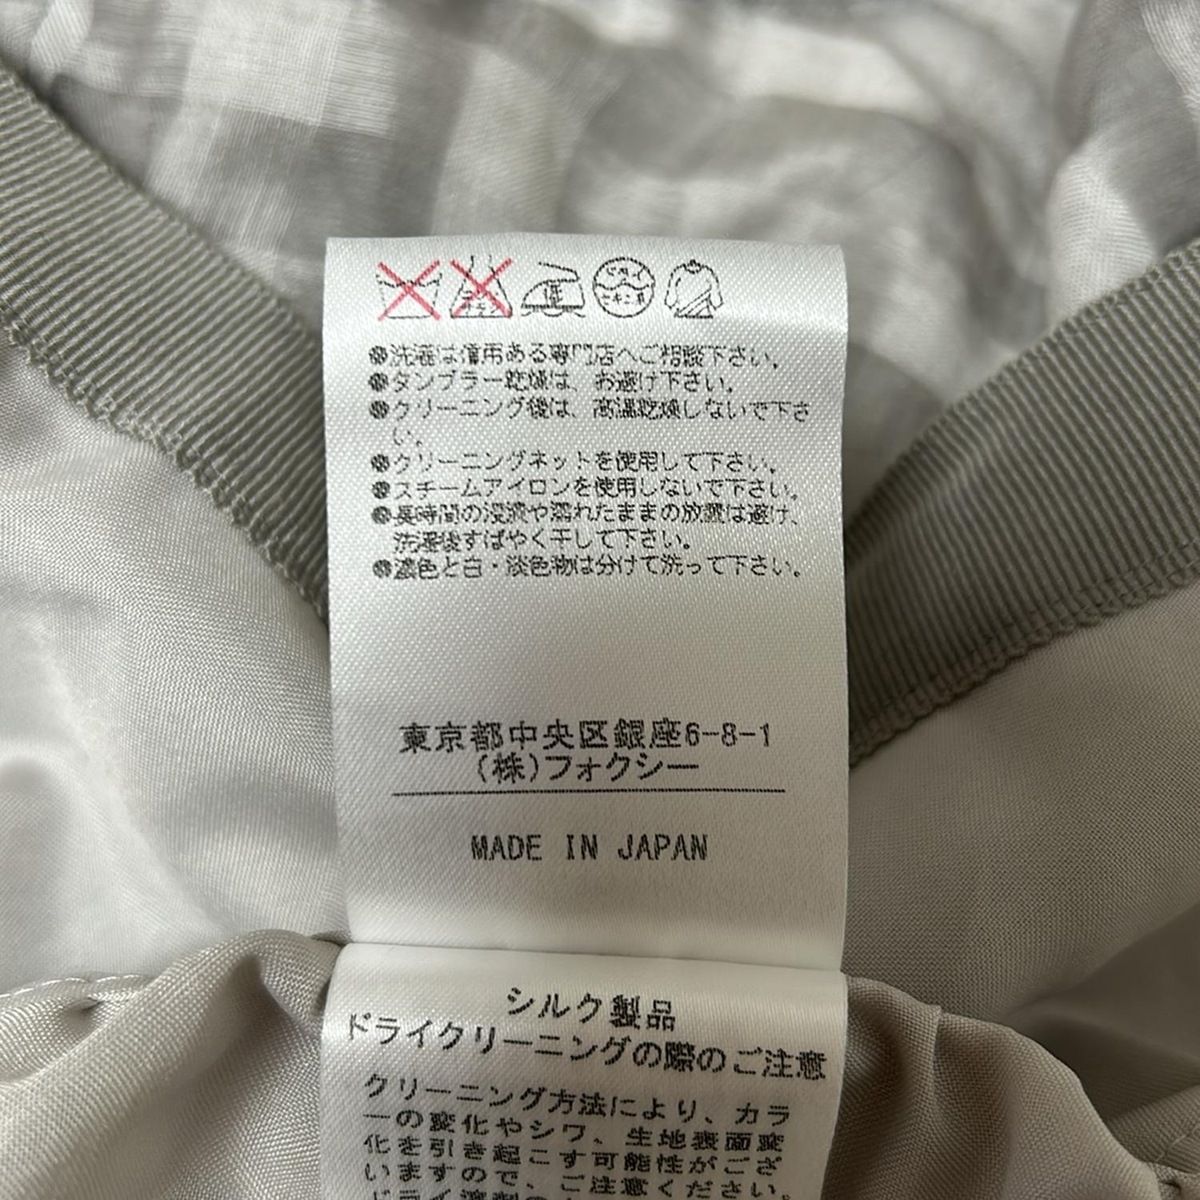 ●洗濯は信用ある専門店へご相談下さい。
●タンブラー乾燥は、お避け下さい。
●クリーニング後は、高温乾燥しないで下さ
い。
●クリーニングネットを使用して下さい。
●スチームアイロンを使用しないで下さい。
●長時間の浸漬や濡れたままの放置は避け、
洗濯後すばやく干して下さい。
●濃色と白・淡色物は分けて洗って下さい。
東京都中央区銀座6-8-1
(株)フォクシー
MADE IN JAPAN
シルク製品
ドライクリーニングの際のご注意
クリーニング方法により、カラ
ーの変化やシワ、生地表面変
化を引き起こす可能性がござ
いますので、ご注意ください。